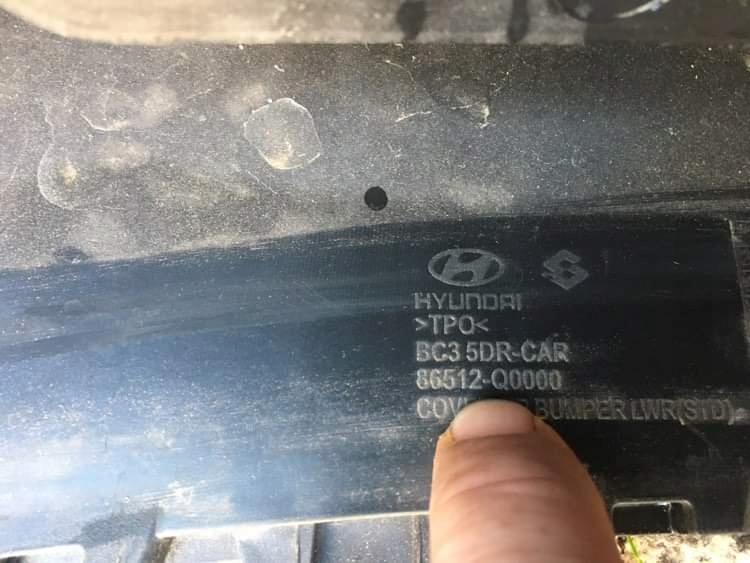 HYUNDAI
>TPO<
BC3 5DR-CAR
86512-Q0000
BUMPER LWR(STD)